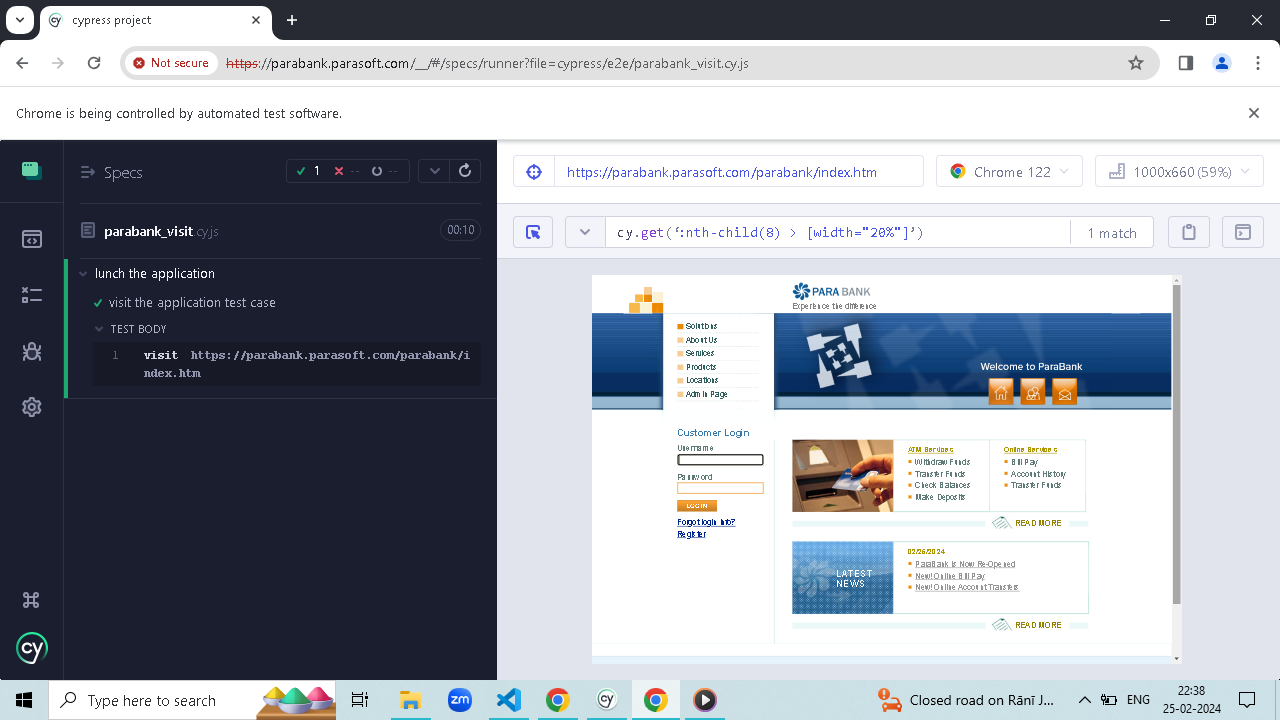 cypress project
Not secure https://parabank.parasoft.com/__/#/specs/runner?file=cypress/e2e/parabank_visit.cy.js
Chrome is being controlled by automated test software.
Specs
1 -- --
https://parabank.parasoft.com/parabank/index.htm
Chrome 122
1000x660 (59%)
cy.get(':nth-child(8) > [width="20%"]')
1 match
parabank_visit.cy.js
00:10
lunch the application
visit the application test case
TEST BODY
1 visit https://parabank.parasoft.com/parabank/i
ndex.htm
PARA BANK
Experience the difference
Solutions
About Us
Services
Products
Locations
Admin Page
Welcome to ParaBank
Customer Login
Username
Password
LOGIN
Forgot login info?
Register
ATM Services
Withdraw Funds
Transfer Funds
Check Balances
Make Deposits
Online Services
Bill Pay
Account History
Transfer Funds
READ MORE
LATEST
NEWS
02/26/2024
ParaBank Is Now Re-Opened
New! Online Bill Pay
New! Online Account Transfers
READ MORE
cy
Type here to search
zm
cy
Closed road on Rānī J...
ENG
22:38
25-02-2024